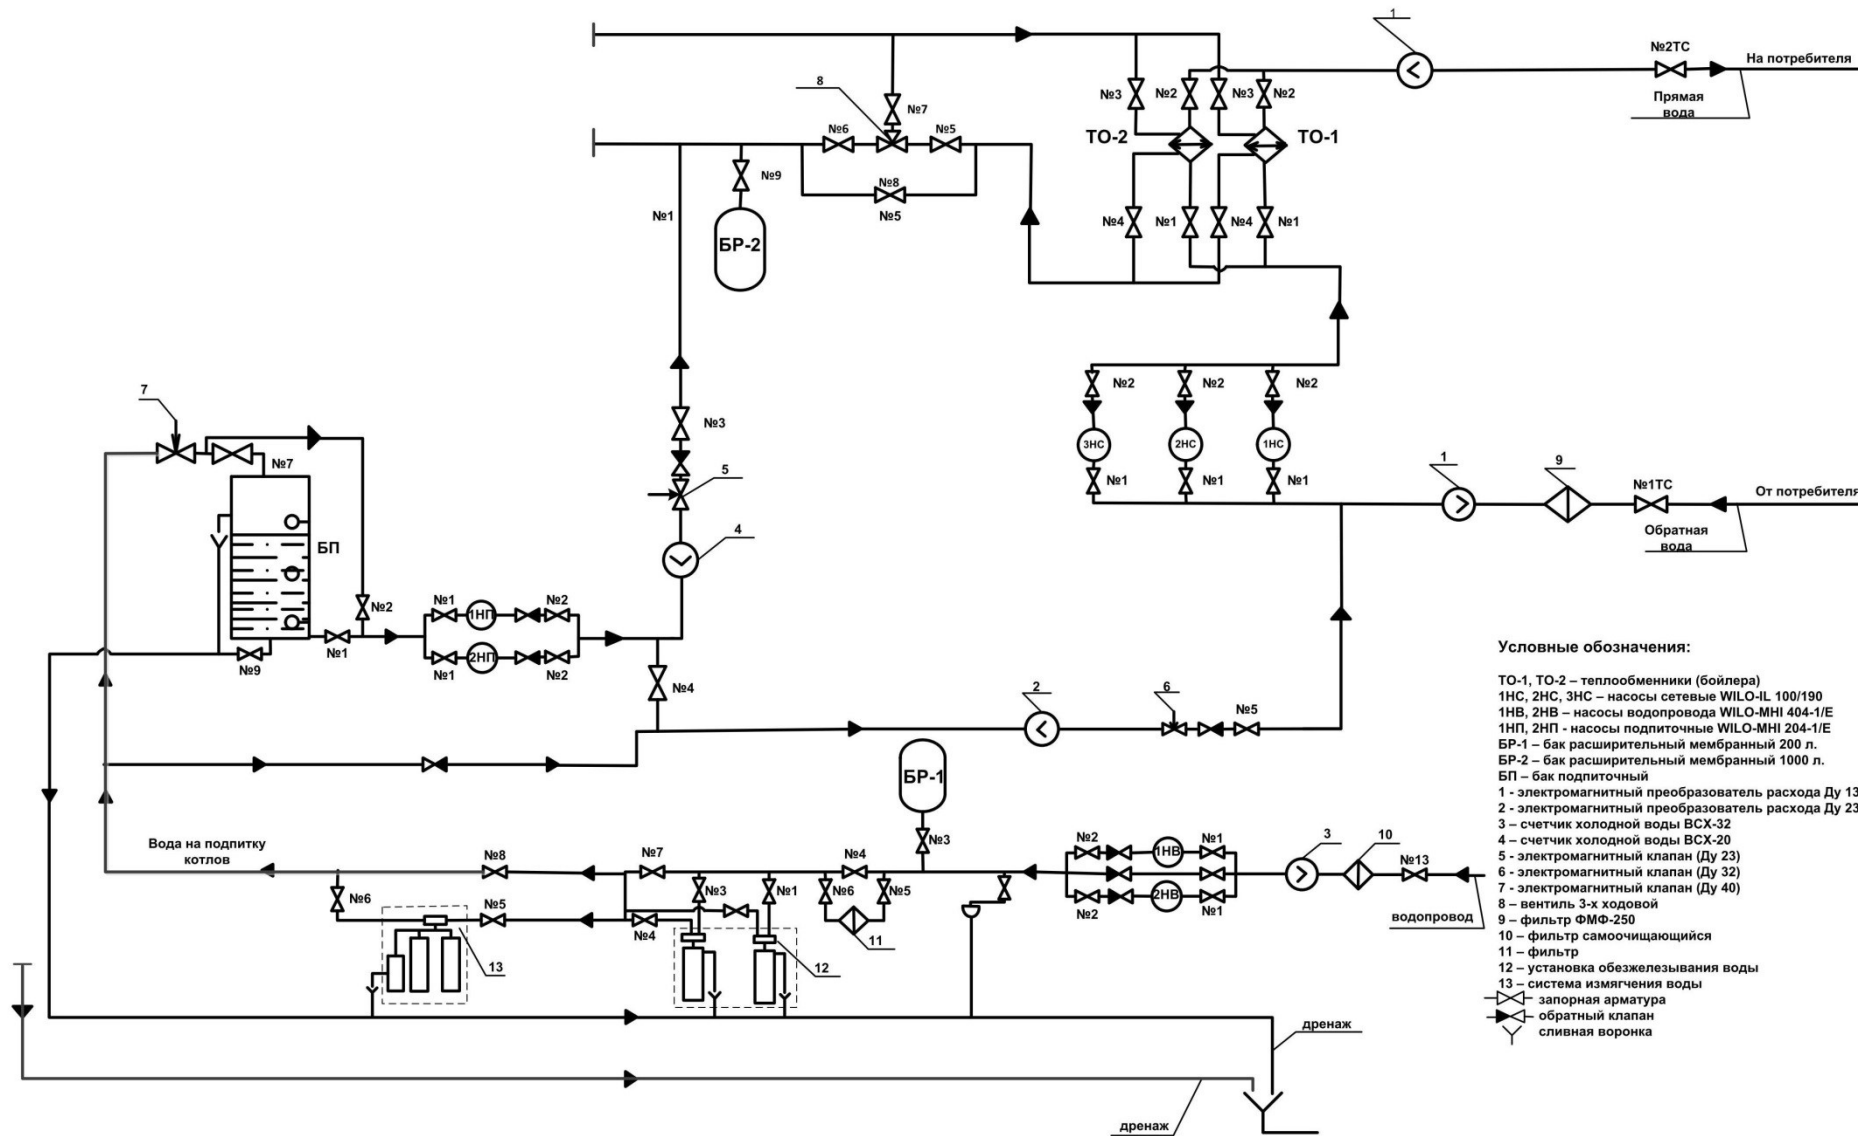 1
№2ТС
На потребителя
Прямая
вода
8
№7
№3
№2
№3
№2
№6
№5
ТО-2
ТО-1
№9
№8
№5
№1
БР-2
№4
№1
№4
№1
7
№3
№2
№2
№2
3НС
2НС
1НС
№7
5
№1
№1
№1
1
9
№1ТС
От потребителя
Обратная
вода
4
БП
№2
№1
1НП
№2
№1
№9
№1
2НП
№2
№4
2
6
№5
БР-1
Вода на подпитку
котлов
№8
№7
№4
№3
№2
1НВ
№1
3
10
№13
№6
№5
№4
№3
№1
№6
№5
№2
2НВ
№1
водопровод
11
13
12
дренаж
дренаж
Условные обозначения:
ТО-1, ТО-2 – теплообменники (бойлера)
1НС, 2НС, 3НС – насосы сетевые WILO-IL 100/190
1НВ, 2НВ – насосы водопровода WILO-MHI 404-1/E
1НП, 2НП - насосы подпиточные WILO-MHI 204-1/E
БР-1 – бак расширительный мембранный 200 л.
БР-2 – бак расширительный мембранный 1000 л.
БП – бак подпиточный
1 - электромагнитный преобразователь расхода Ду 13
2 - электромагнитный преобразователь расхода Ду 23
3 – счетчик холодной воды ВСХ-32
4 – счетчик холодной воды ВСХ-20
5 - электромагнитный клапан (Ду 23)
6 - электромагнитный клапан (Ду 32)
7 - электромагнитный клапан (Ду 40)
8 – вентиль 3-х ходовой
9 – фильтр ФМФ-250
10 – фильтр самоочищающийся
11 – фильтр
12 – установка обезжелезывания воды
13 – система измягчения воды
запорная арматура
обратный клапан
сливная воронка